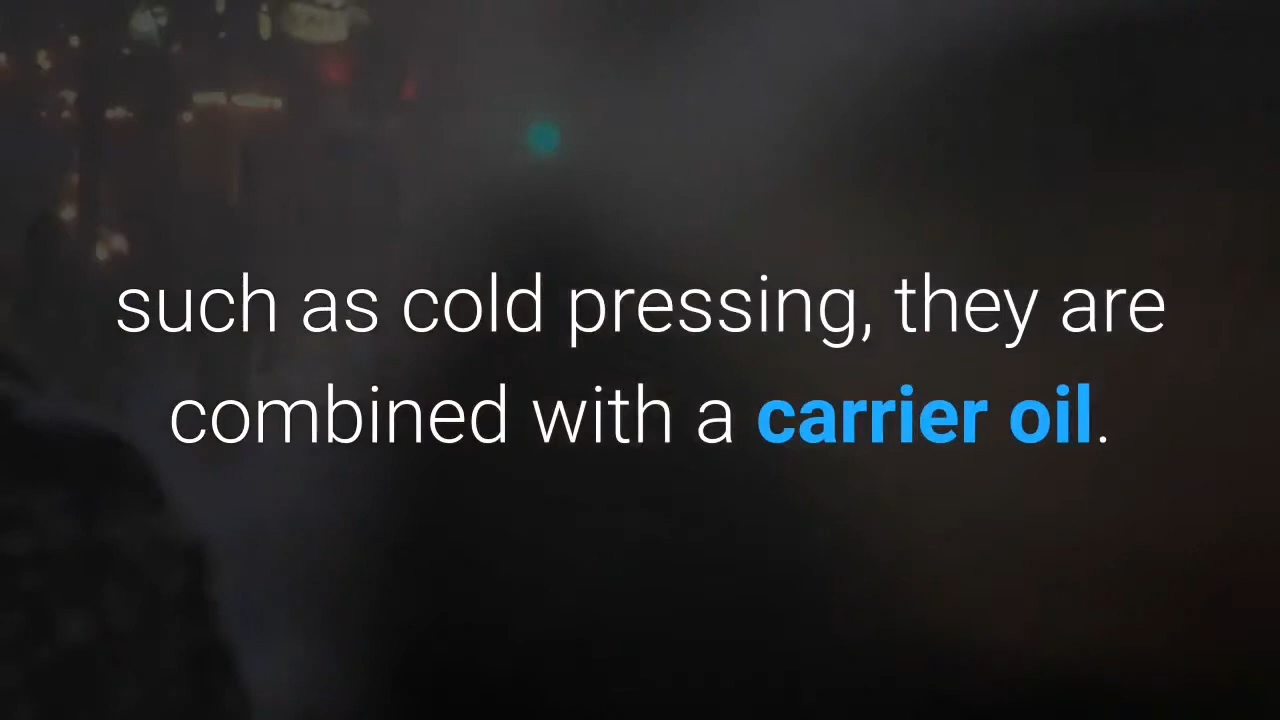 such as cold pressing, they are
combined with a carrier oil.